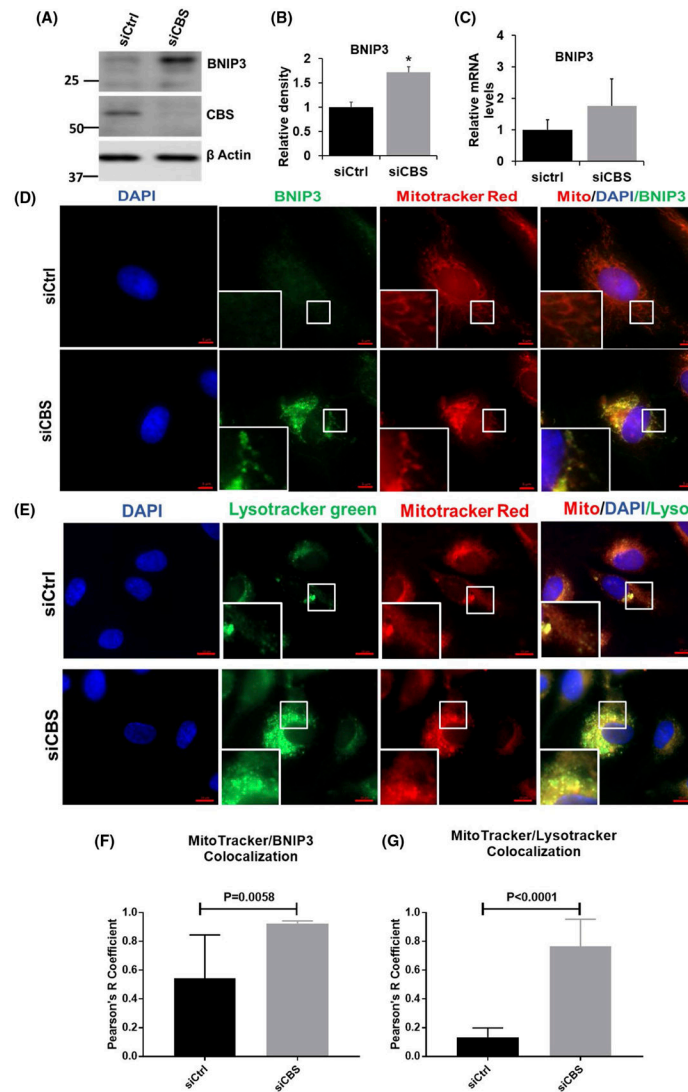 (A)
siCtrl
siCBS
BNIP3
25
CBS
50
β Actin
37
(B)
BNIP3
Relative density
2
1.5
1
0.5
0
*
siCtrl
siCBS
(C)
BNIP3
Relative mRNA
levels
4
3
2
1
0
sictrl
siCBS
(D)
DAPI
BNIP3
Mitotracker Red
Mito/DAPI/BNIP3
siCtrl
siCBS
(E)
DAPI
Lysotracker green
Mitotracker Red
Mito/DAPI/Lyso
siCtrl
siCBS
(F)
MitoTracker/BNIP3
Colocalization
P=0.0058
Pearson's R Coefficient
1.0
0.8
0.6
0.4
0.2
0.0
siCtrl
siCBS
(G)
MitoTracker/Lysotracker
Colocalization
P<0.0001
Pearson's R Coefficient
1.0
0.8
0.6
0.4
0.2
0.0
siCtrl
siCBS